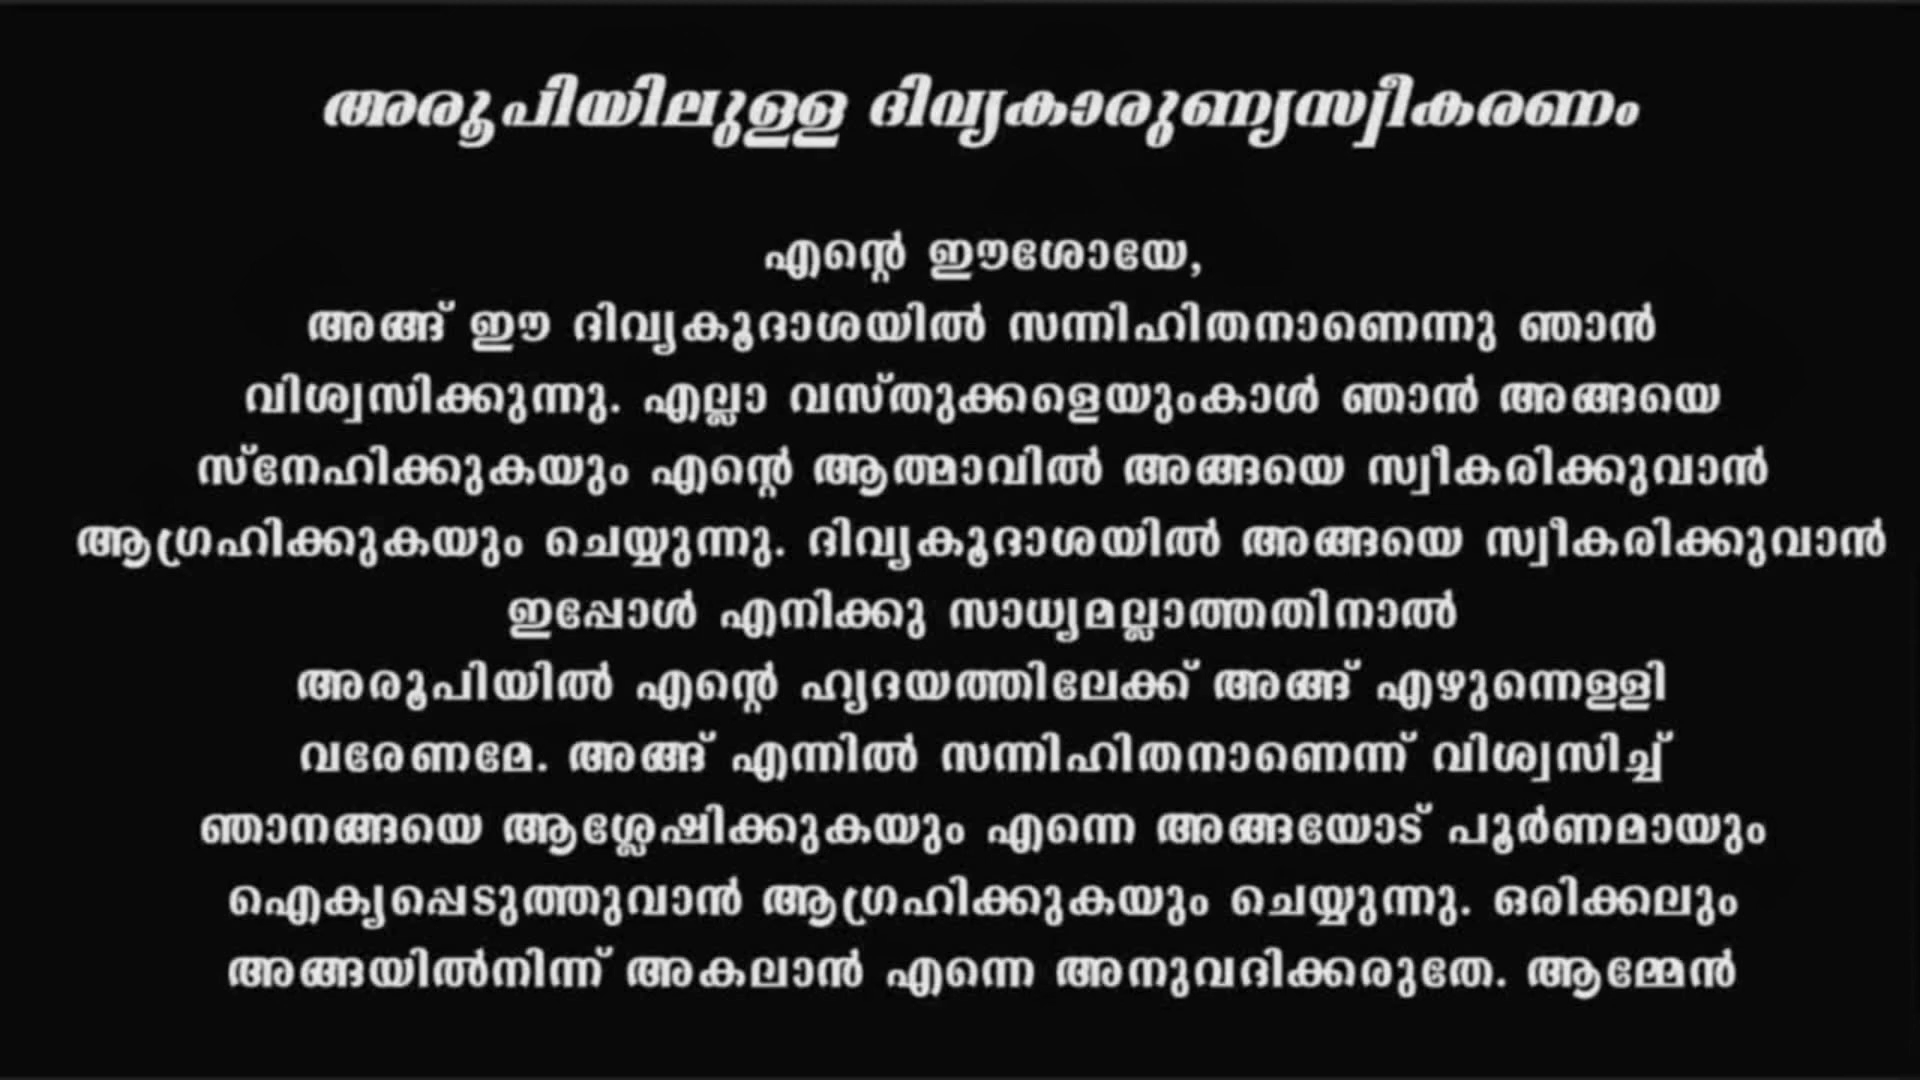 അരൂപിയിലുള്ള ദിവ്യകാരുണ്യസ്വീകരണം
എന്റെ ഈശോയേ,
അങ്ങ് ഈ ദിവ്യകൂദാശയിൽ സന്നിഹിതനാണെന്നു ഞാൻ
വിശ്വസിക്കുന്നു. എല്ലാ വസ്തുക്കളെയുംകാൾ ഞാൻ അങ്ങയെ
സ്നേഹിക്കുകയും എന്റെ ആത്മാവിൽ അങ്ങയെ സ്വീകരിക്കുവാൻ
ആഗ്രഹിക്കുകയും ചെയ്യുന്നു. ദിവ്യകൂദാശയിൽ അങ്ങയെ സ്വീകരിക്കുവാൻ
ഇപ്പോൾ എനിക്കു സാധ്യമല്ലാത്തതിനാൽ
അരൂപിയിൽ എന്റെ ഹൃദയത്തിലേക്ക് അങ്ങ് എഴുന്നെള്ളി
വരേണമേ. അങ്ങ് എന്നിൽ സന്നിഹിതനാണെന്ന് വിശ്വസിച്ച്
ഞാനങ്ങയെ ആശ്ലേഷിക്കുകയും എന്നെ അങ്ങയോട് പൂർണമായും
ഐക്യപ്പെടുത്തുവാൻ ആഗ്രഹിക്കുകയും ചെയ്യുന്നു. ഒരിക്കലും
അങ്ങയിൽനിന്ന് അകലാൻ എന്നെ അനുവദിക്കരുതേ. ആമ്മേൻ